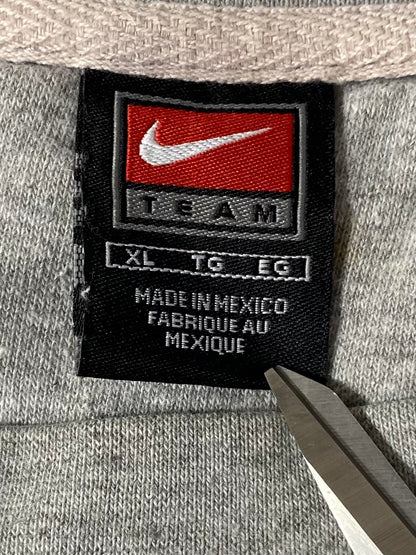 TEAM
XL TG EG
MADE IN MEXICO
FABRIQUE AU
MEXIQUE